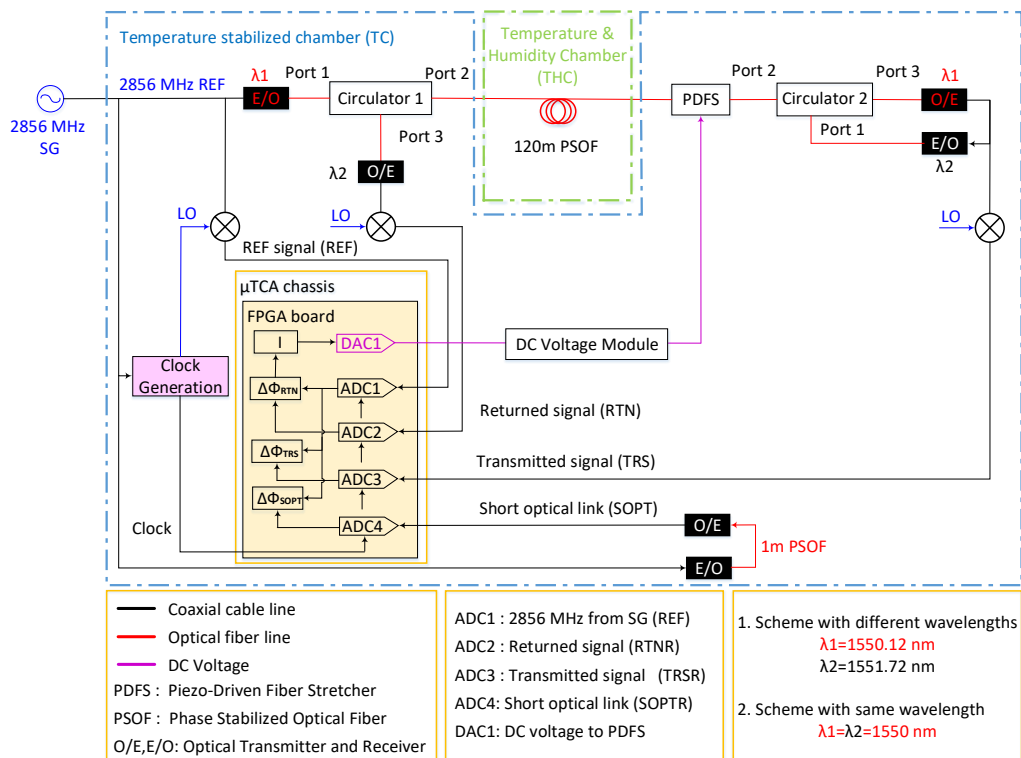 Temperature stabilized chamber (TC)
Temperature &
Humidity Chamber
(THC)
2856 MHz REF
λ1
Port 1
Port 2
Port 2
Port 3
λ1
E/O
Circulator 1
PDFS
Circulator 2
O/E
2856 MHz
SG
Port 3
120m PSOF
Port 1
E/O
λ2
λ2
O/E
LO
LO
LO
REF signal (REF)
µTCA chassis
FPGA board
I
DAC1
DC Voltage Module
Clock
Generation
ΔΦRTN
ADC1
Returned signal (RTN)
ADC2
ΔΦTRS
Transmitted signal (TRS)
ADC3
ΔΦSOPT
Short optical link (SOPT)
ADC4
O/E
Clock
1m PSOF
E/O
Coaxial cable line
Optical fiber line
DC Voltage
PDFS : Piezo-Driven Fiber Stretcher
PSOF : Phase Stabilized Optical Fiber
O/E,E/O: Optical Transmitter and Receiver
ADC1 : 2856 MHz from SG (REF)
ADC2 : Returned signal (RTNR)
ADC3 : Transmitted signal (TRSR)
ADC4: Short optical link (SOPTR)
DAC1: DC voltage to PDFS
1. Scheme with different wavelengths
λ1=1550.12 nm
λ2=1551.72 nm
2. Scheme with same wavelength
λ1=λ2=1550 nm